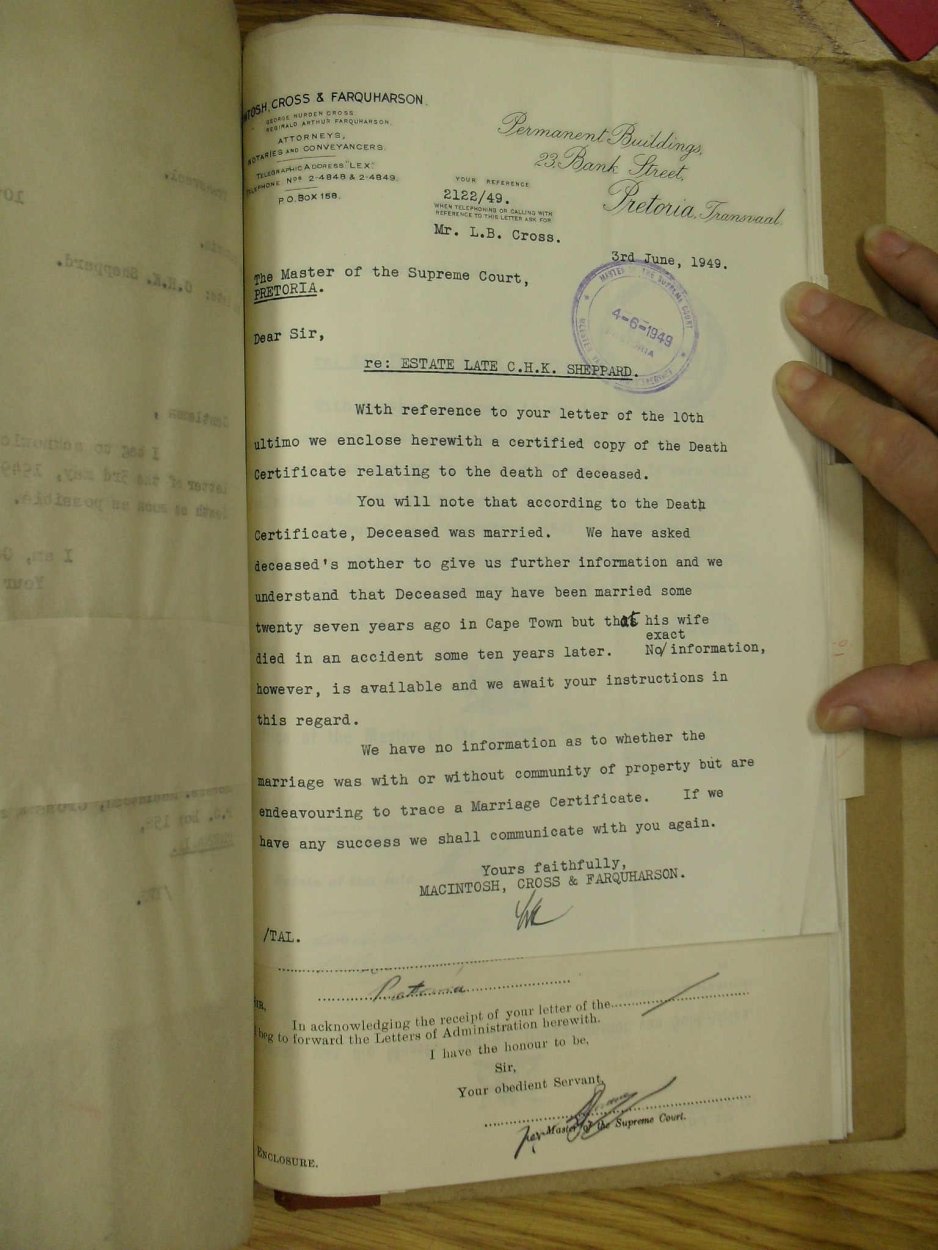 TOSH, CROSS & FARQUHARSON.
GEORGE BURDEN CROSS.
REGINALD ARTHUR FARQUHARSON.
ATTORNEYS,
NOTARIES AND CONVEYANCERS.
TELEGRAPHIC ADDRESS: "LEX."
TELEPHONE Nos 2-4848 & 2-4849.
P.O. BOX 158.
Permanent Buildings,
23, Bank Street,
Pretoria, Transvaal.
YOUR REFERENCE
2122/49.
WHEN TELEPHONING OR CALLING WITH
REFERENCE TO THIS LETTER ASK FOR
Mr. L.B. Cross.
3rd June, 1949.
MASTER OF THE SUPREME COURT
4-6-1949
PRETORIA
The Master of the Supreme Court,
PRETORIA.
Dear Sir,
re: ESTATE LATE C.H.K. SHEPPARD.
With reference to your letter of the 10th
ultimo we enclose herewith a certified copy of the Death
Certificate relating to the death of deceased.
You will note that according to the Death
Certificate, Deceased was married. We have asked
deceased's mother to give us further information and we
understand that Deceased may have been married some
twenty seven years ago in Cape Town but that his wife
exact
died in an accident some ten years later. No/information,
however, is available and we await your instructions in
this regard.
We have no information as to whether the
marriage was with or without community of property but are
endeavouring to trace a Marriage Certificate. If we
have any success we shall communicate with you again.
Yours faithfully,
MACINTOSH, CROSS & FARQUHARSON.
/TAL.
Pretoria
SIR,
In acknowledging the receipt of your letter of the
beg to forward the Letters of Administration herewith.
I have the honour to be,
Sir,
Your obedient Servant,
per Master of the Supreme Court.
ENCLOSURE.